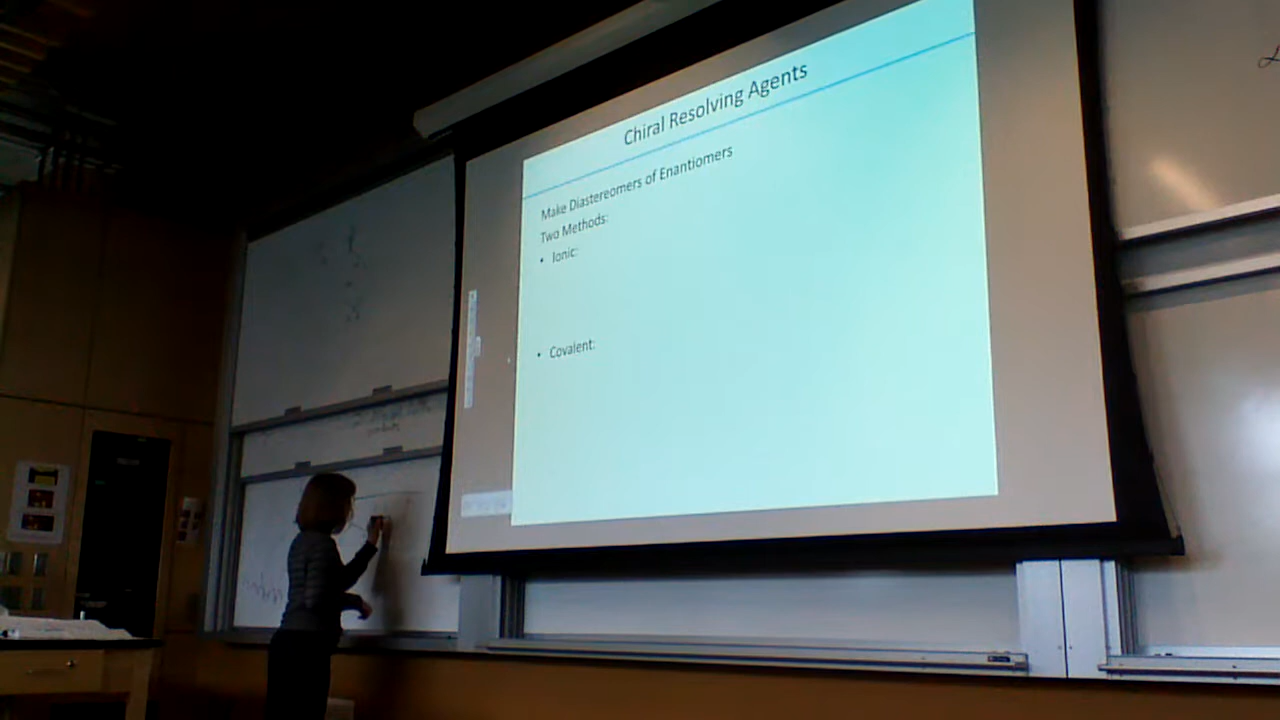 Chiral Resolving Agents
Make Diastereomers of Enantiomers
Two Methods:
• Ionic:
• Covalent: